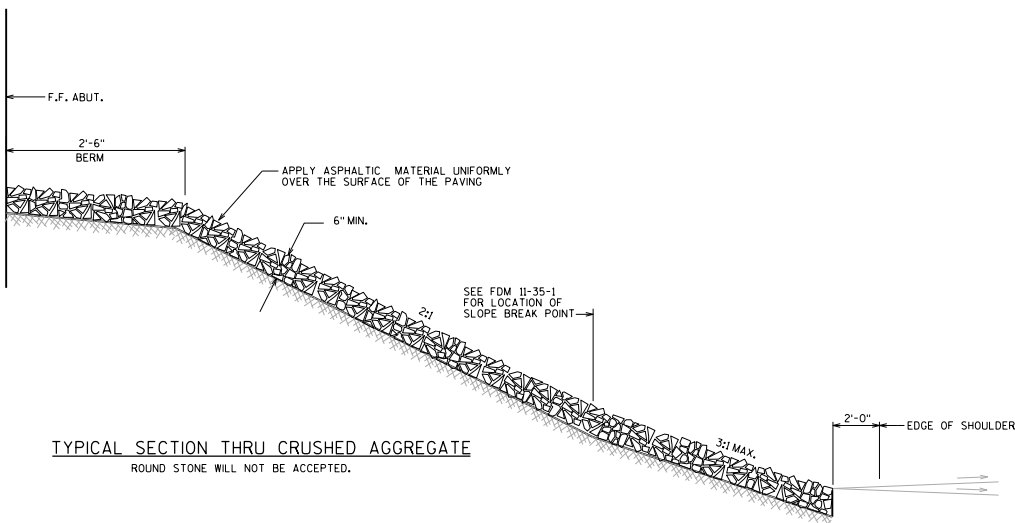 F.F. ABUT.
2'-6"
BERM
APPLY ASPHALTIC MATERIAL UNIFORMLY
OVER THE SURFACE OF THE PAVING
6" MIN.
SEE FDM 11-35-1
FOR LOCATION OF
SLOPE BREAK POINT
2:1
3:1 MAX.
2'-0"
EDGE OF SHOULDER
TYPICAL SECTION THRU CRUSHED AGGREGATE
ROUND STONE WILL NOT BE ACCEPTED.